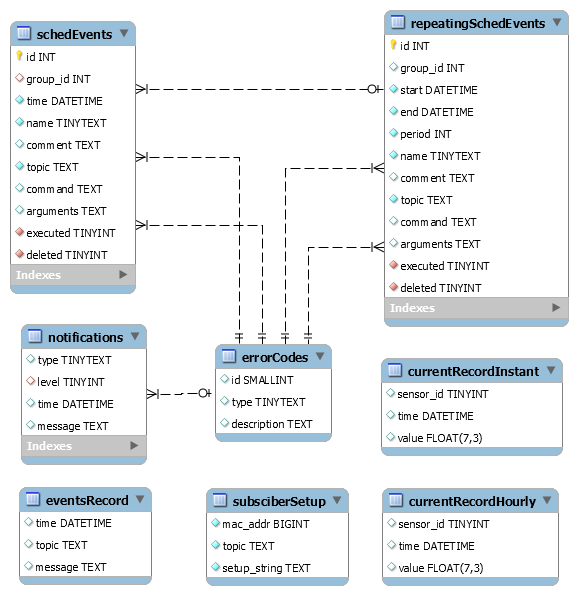 schedEvents
id INT
group_id INT
time DATETIME
name TINYTEXT
comment TEXT
topic TEXT
command TEXT
arguments TEXT
executed TINYINT
deleted TINYINT
Indexes
repeatingSchedEvents
id INT
group_id INT
start DATETIME
end DATETIME
period INT
name TINYTEXT
comment TEXT
topic TEXT
command TEXT
arguments TEXT
executed TINYINT
deleted TINYINT
Indexes
notifications
type TINYTEXT
level TINYINT
time DATETIME
message TEXT
Indexes
errorCodes
id SMALLINT
type TINYTEXT
description TEXT
currentRecordInstant
sensor_id TINYINT
time DATETIME
value FLOAT(7,3)
eventsRecord
time DATETIME
topic TEXT
message TEXT
subsciberSetup
mac_addr BIGINT
topic TEXT
setup_string TEXT
currentRecordHourly
sensor_id TINYINT
time DATETIME
value FLOAT(7,3)